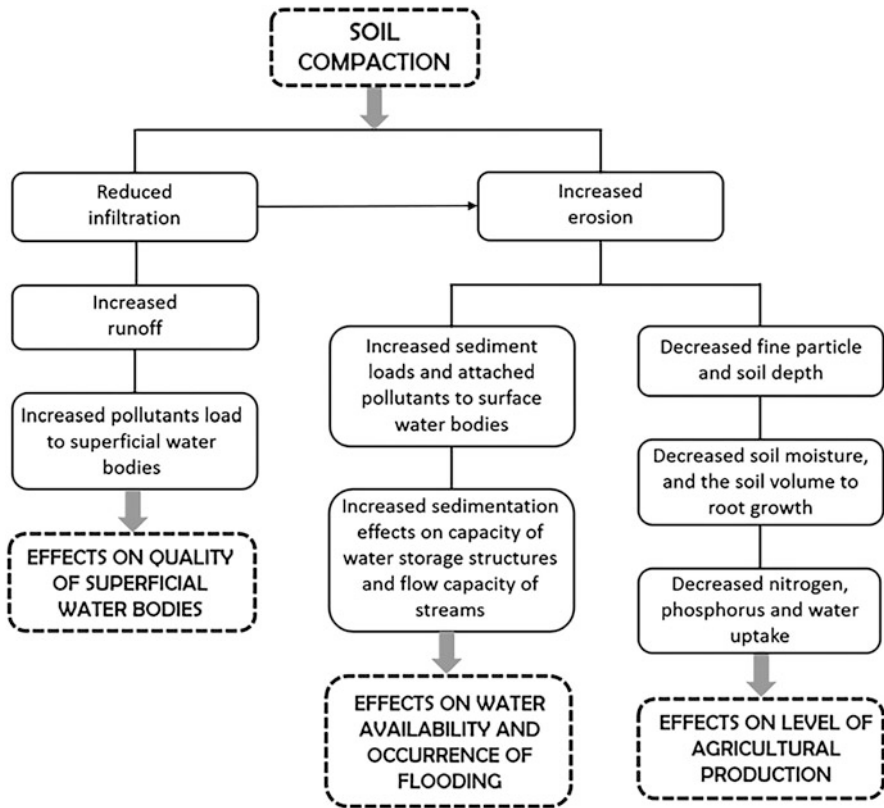 SOIL
COMPACTION
Reduced
infiltration
Increased
erosion
Increased
runoff
Increased sediment
loads and attached
pollutants to surface
water bodies
Decreased fine particle
and soil depth
Increased pollutants load
to superficial water
bodies
Decreased soil moisture,
and the soil volume to
root growth
Increased sedimentation
effects on capacity of
water storage structures
and flow capacity of
streams
EFFECTS ON QUALITY
OF SUPERFICIAL
WATER BODIES
Decreased nitrogen,
phosphorus and water
uptake
EFFECTS ON WATER
AVAILABILITY AND
OCCURRENCE OF
FLOODING
EFFECTS ON LEVEL OF
AGRICULTURAL
PRODUCTION